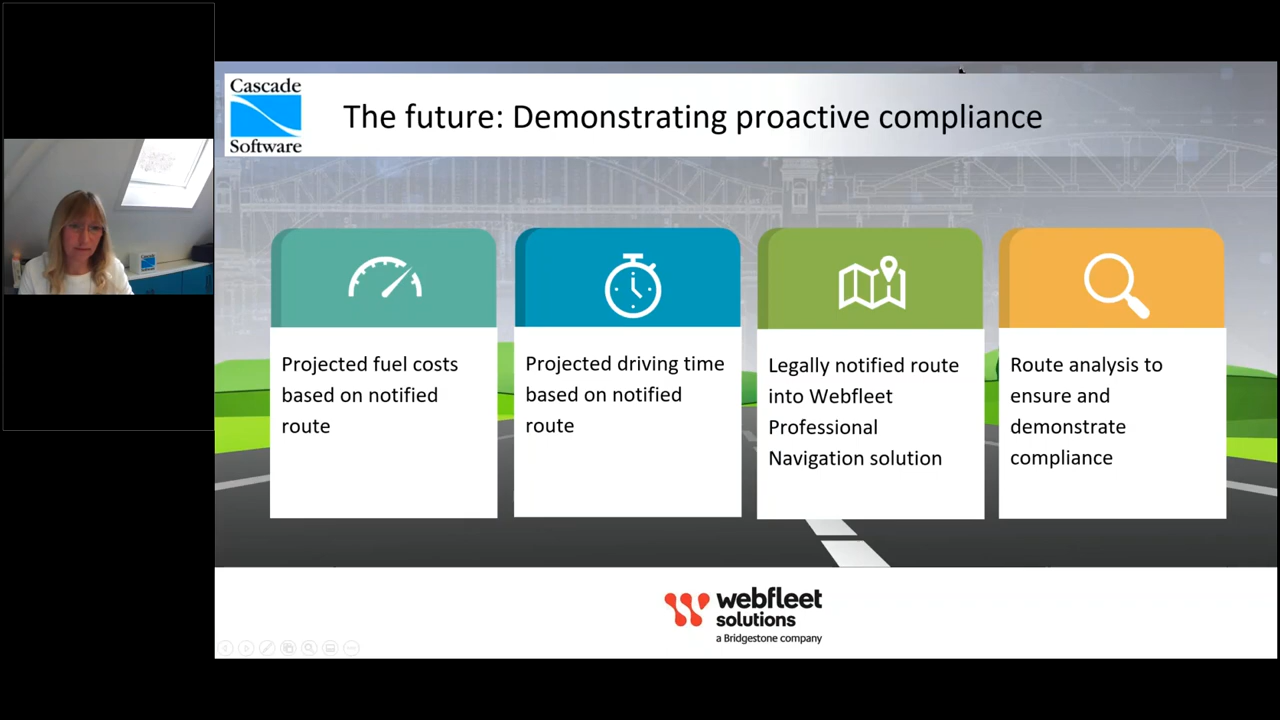 Cascade
Software
The future: Demonstrating proactive compliance
Projected fuel costs
based on notified
route
Projected driving time
based on notified
route
Legally notified route
into Webfleet
Professional
Navigation solution
Route analysis to
ensure and
demonstrate
compliance
webfleet
solutions
a Bridgestone company